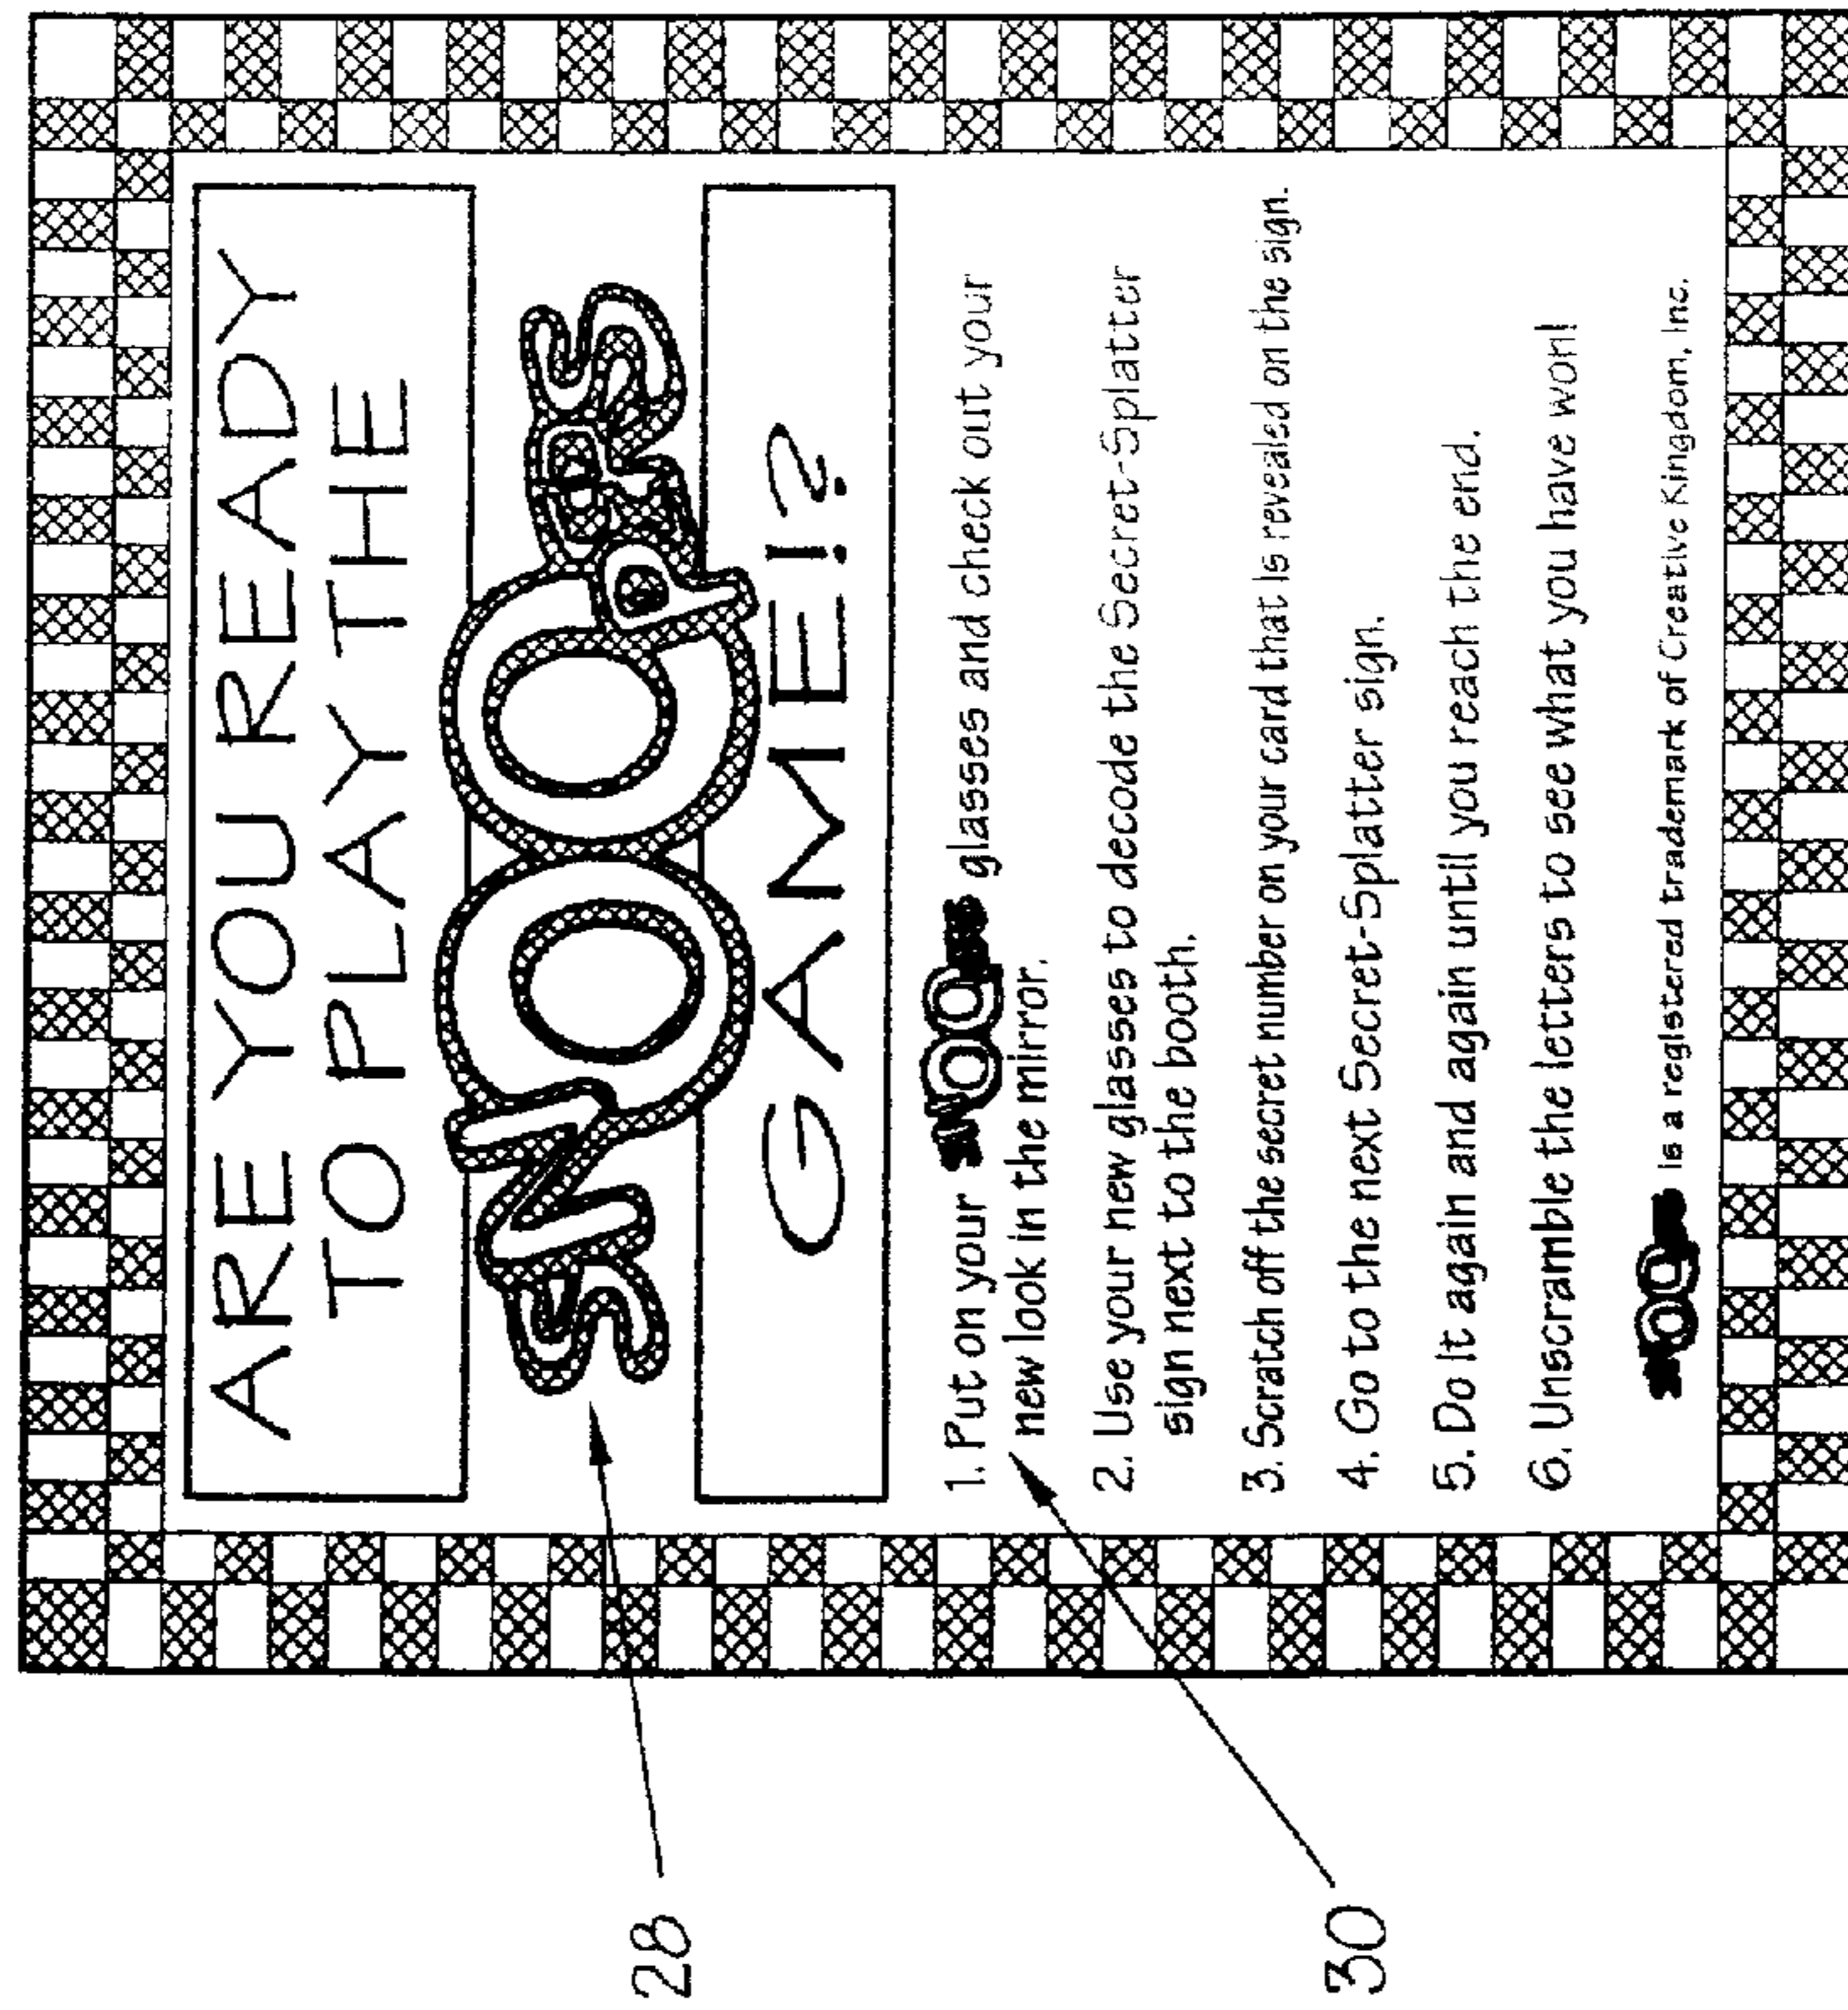 ARE YOU READY
TO PLAY THE
SNOOPERS
GAME!?
1. Put on your SNOOPERS glasses and check out your
new look in the mirror.
2. Use your new glasses to decode the Secret-Splatter
sign next to the booth.
3. Scratch off the secret number on your card that is revealed on the sign.
4. Go to the next Secret-Splatter sign.
5. Do it again and again until you reach the end.
6. Unscramble the letters to see what you have won!
SNOOPERS is a registered trademark of Creative Kingdom, Inc.
28
30